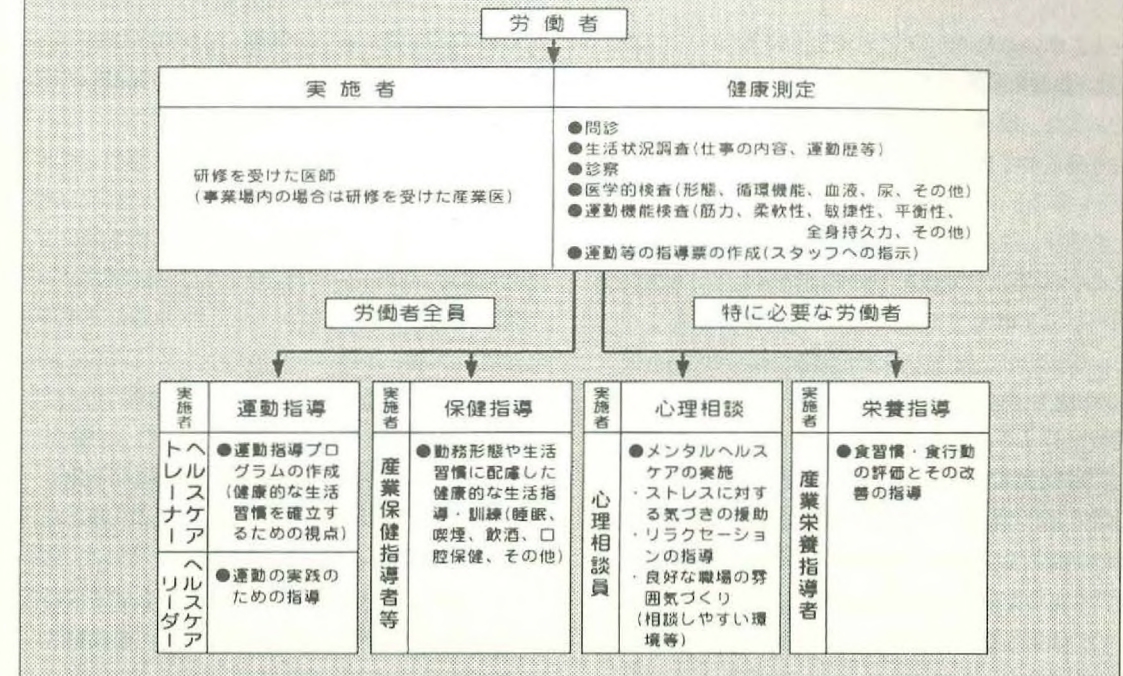 労働者
実施者
健康測定
研修を受けた医師
(事業場内の場合は研修を受けた産業医)
●問診
●生活状況調査(仕事の内容、運動歴等)
●診察
●医学的検査(形態、循環機能、血液、尿、その他)
●運動機能検査(筋力、柔軟性、敏捷性、平衡性、
全身持久力、その他)
●運動等の指導票の作成(スタッフへの指示)
労働者全員
特に必要な労働者
実施者
運動指導
ヘルスケア
トレーナー
●運動指導プロ
グラムの作成
(健康的な生活
習慣を確立す
るための視点)
ヘルスケア
リーダー
●運動の実践の
ための指導
実施者
保健指導
産業保健指導者等
●勤務形態や生活
習慣に配慮した
健康的な生活指
導・訓練(睡眠、
喫煙、飲酒、口
腔保健、その他)
実施者
心理相談
心理相談員
●メンタルヘルス
ケアの実施
・ストレスに対す
る気づきの援助
・リラクセーショ
ンの指導
・良好な職場の雰
囲気づくり
(相談しやすい環
境等)
実施者
栄養指導
産業栄養指導者
●食習慣・食行動
の評価とその改
善の指導